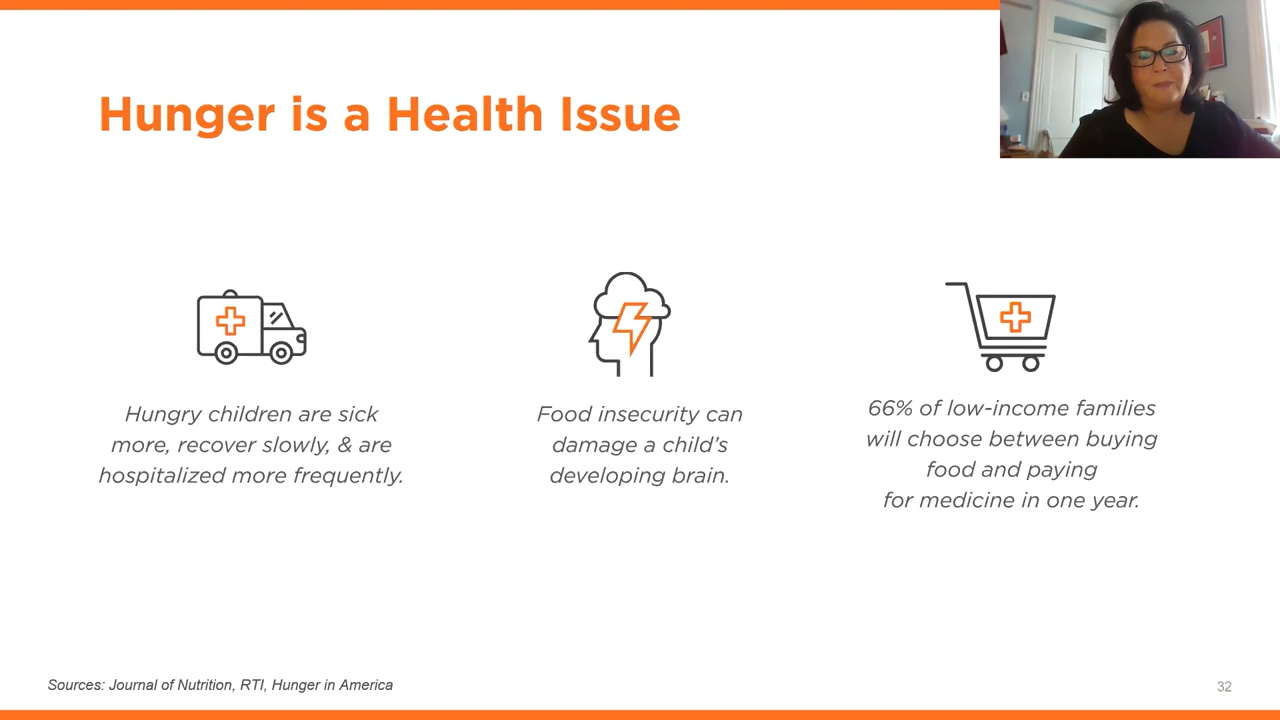 Hunger is a Health Issue
Hungry children are sick
more, recover slowly, & are
hospitalized more frequently.
Food insecurity can
damage a child’s
developing brain.
66% of low-income families
will choose between buying
food and paying
for medicine in one year.
Sources: Journal of Nutrition, RTI, Hunger in America
32